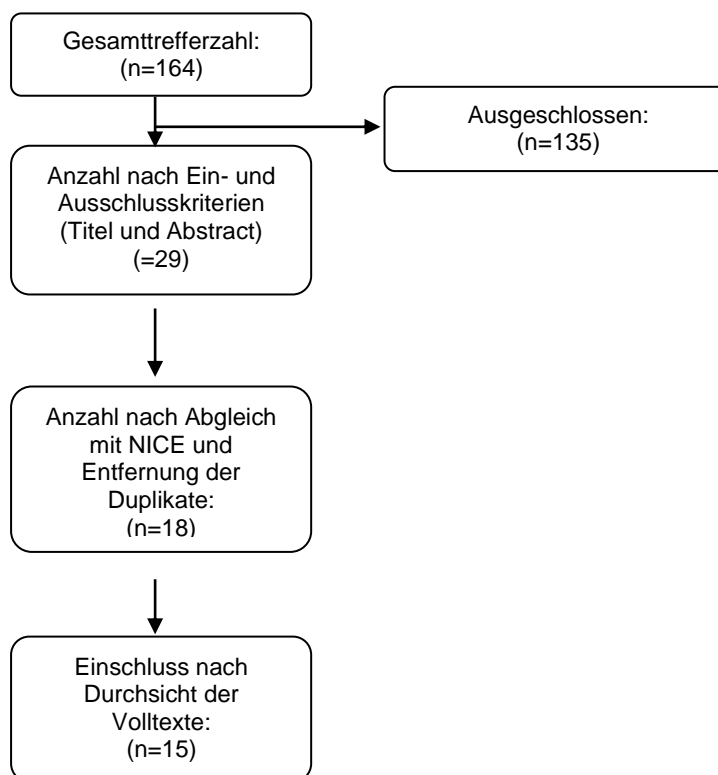 Gesamttrefferzahl:
(n=164)
Ausgeschlossen:
(n=135)
Anzahl nach Ein- und
Ausschlusskriterien
(Titel und Abstract)
(=29)
Anzahl nach Abgleich
mit NICE und
Entfernung der
Duplikate:
(n=18)
Einschluss nach
Durchsicht der
Volltexte:
(n=15)